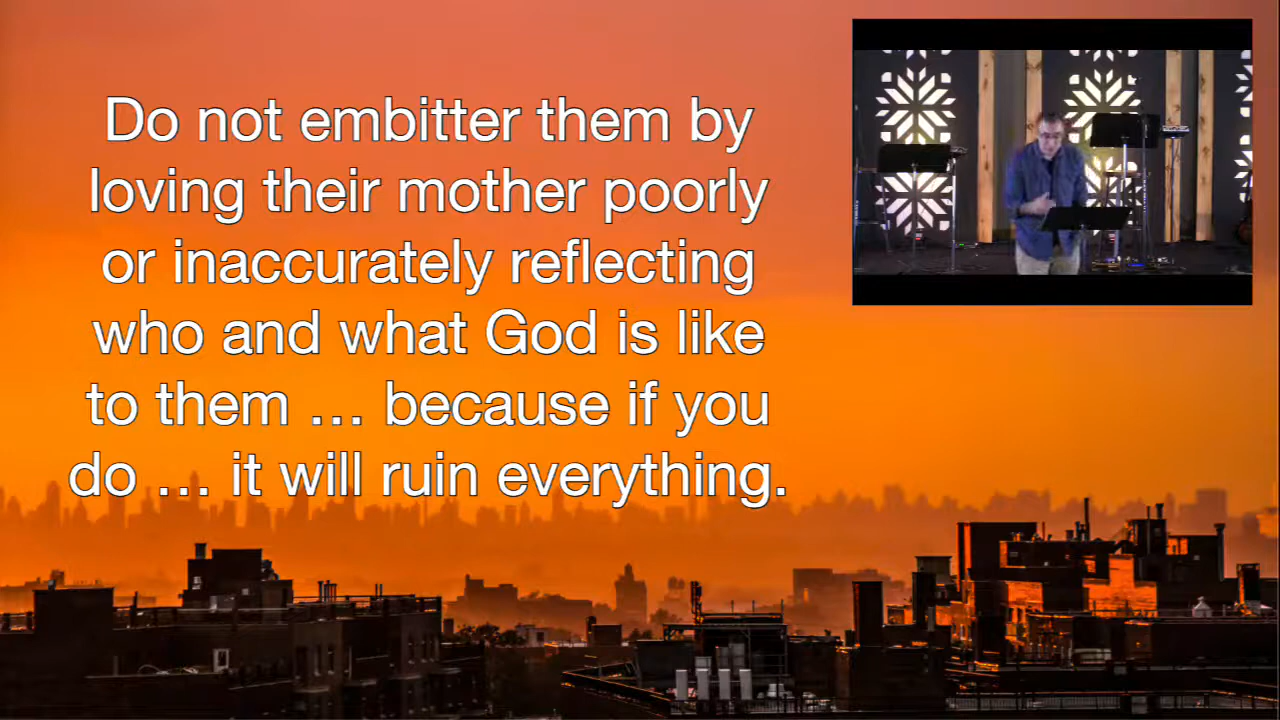 Do not embitter them by
loving their mother poorly
or inaccurately reflecting
who and what God is like
to them … because if you
do … it will ruin everything.